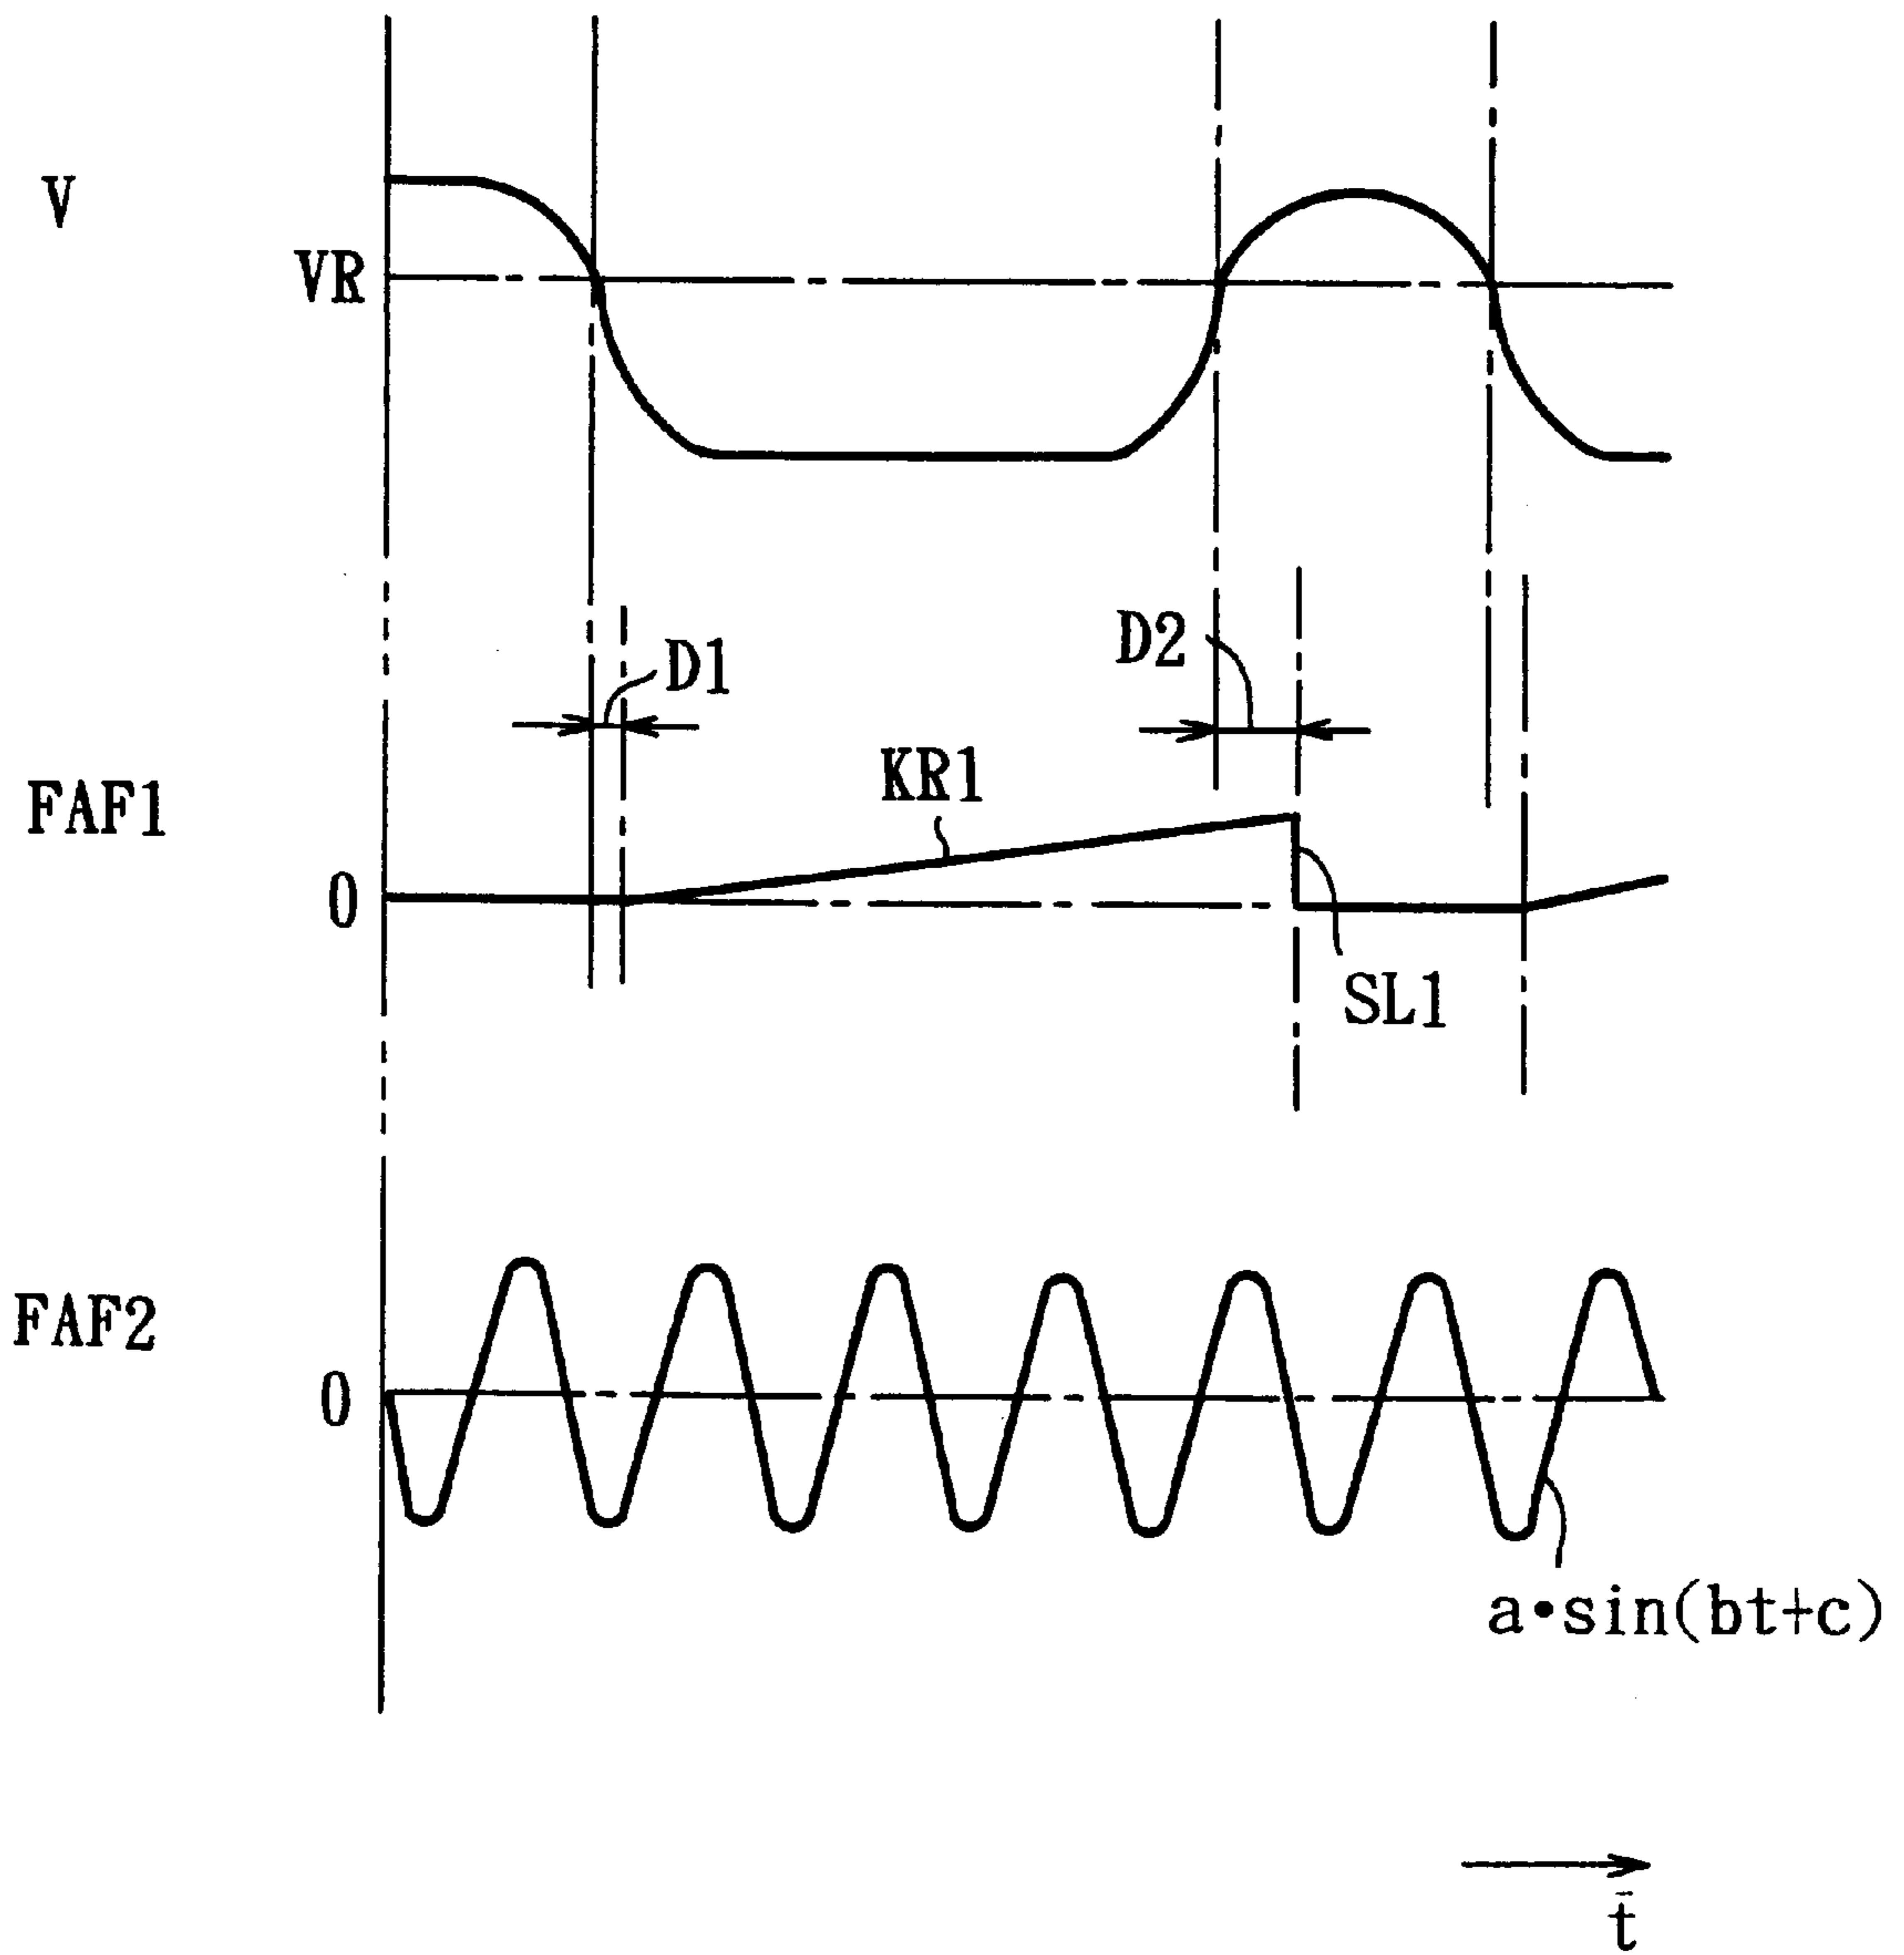 V
VR
D1
D2
KR1
FAF1
0
SL1
FAF2
0
a•sin(bt+c)
t